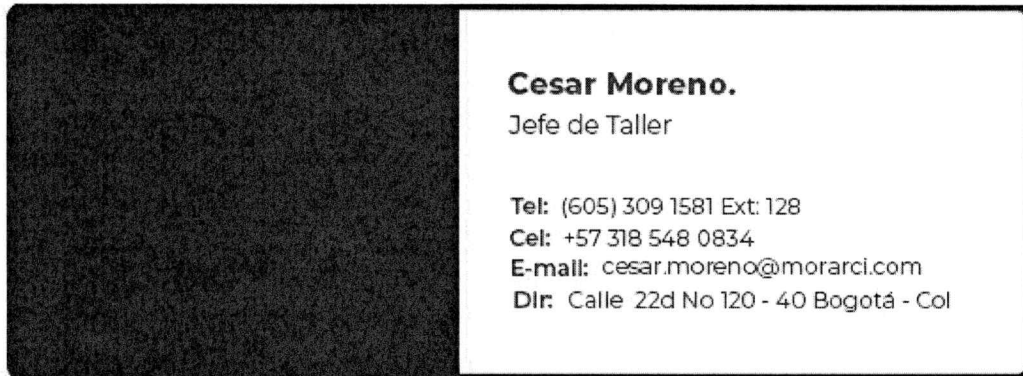 Cesar Moreno.
Jefe de Taller
Tel: (605) 309 1581 Ext: 128
Cel: +57 318 548 0834
E-mail: cesar.moreno@morarci.com
Dir: Calle 22d No 120 - 40 Bogotá - Col